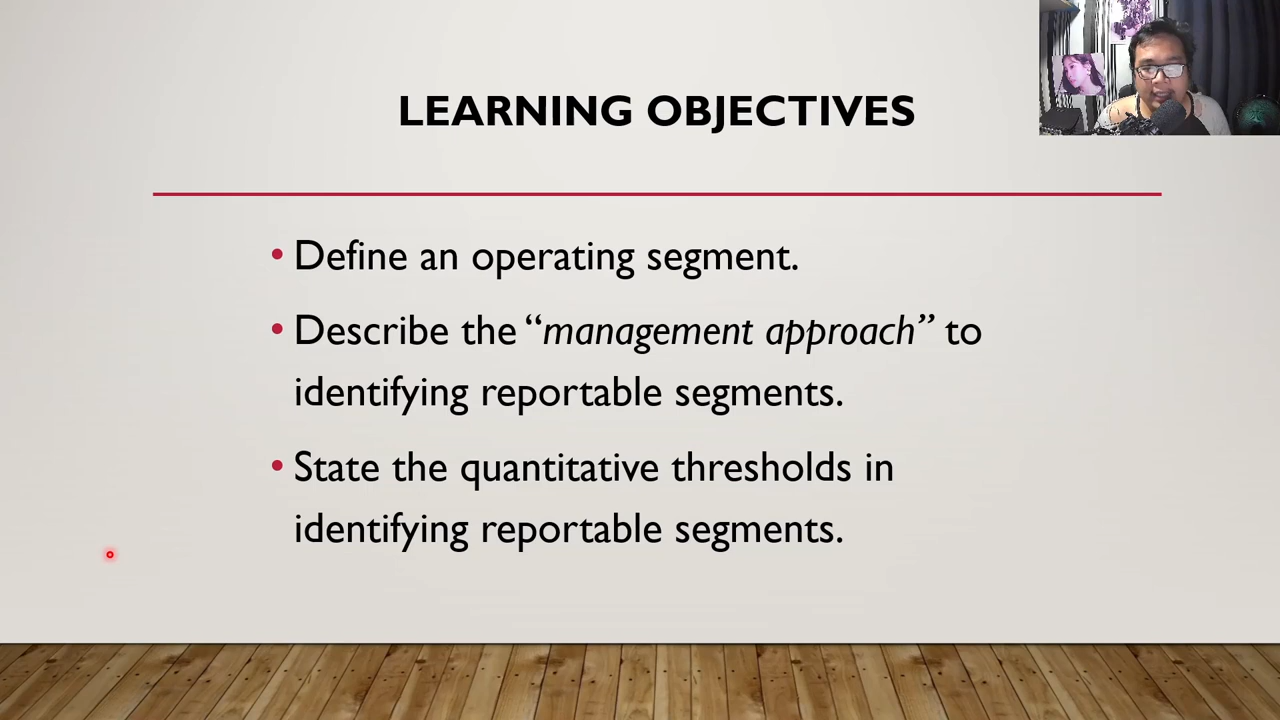 LEARNING OBJECTIVES
• Define an operating segment.
• Describe the “management approach” to
identifying reportable segments.
• State the quantitative thresholds in
identifying reportable segments.